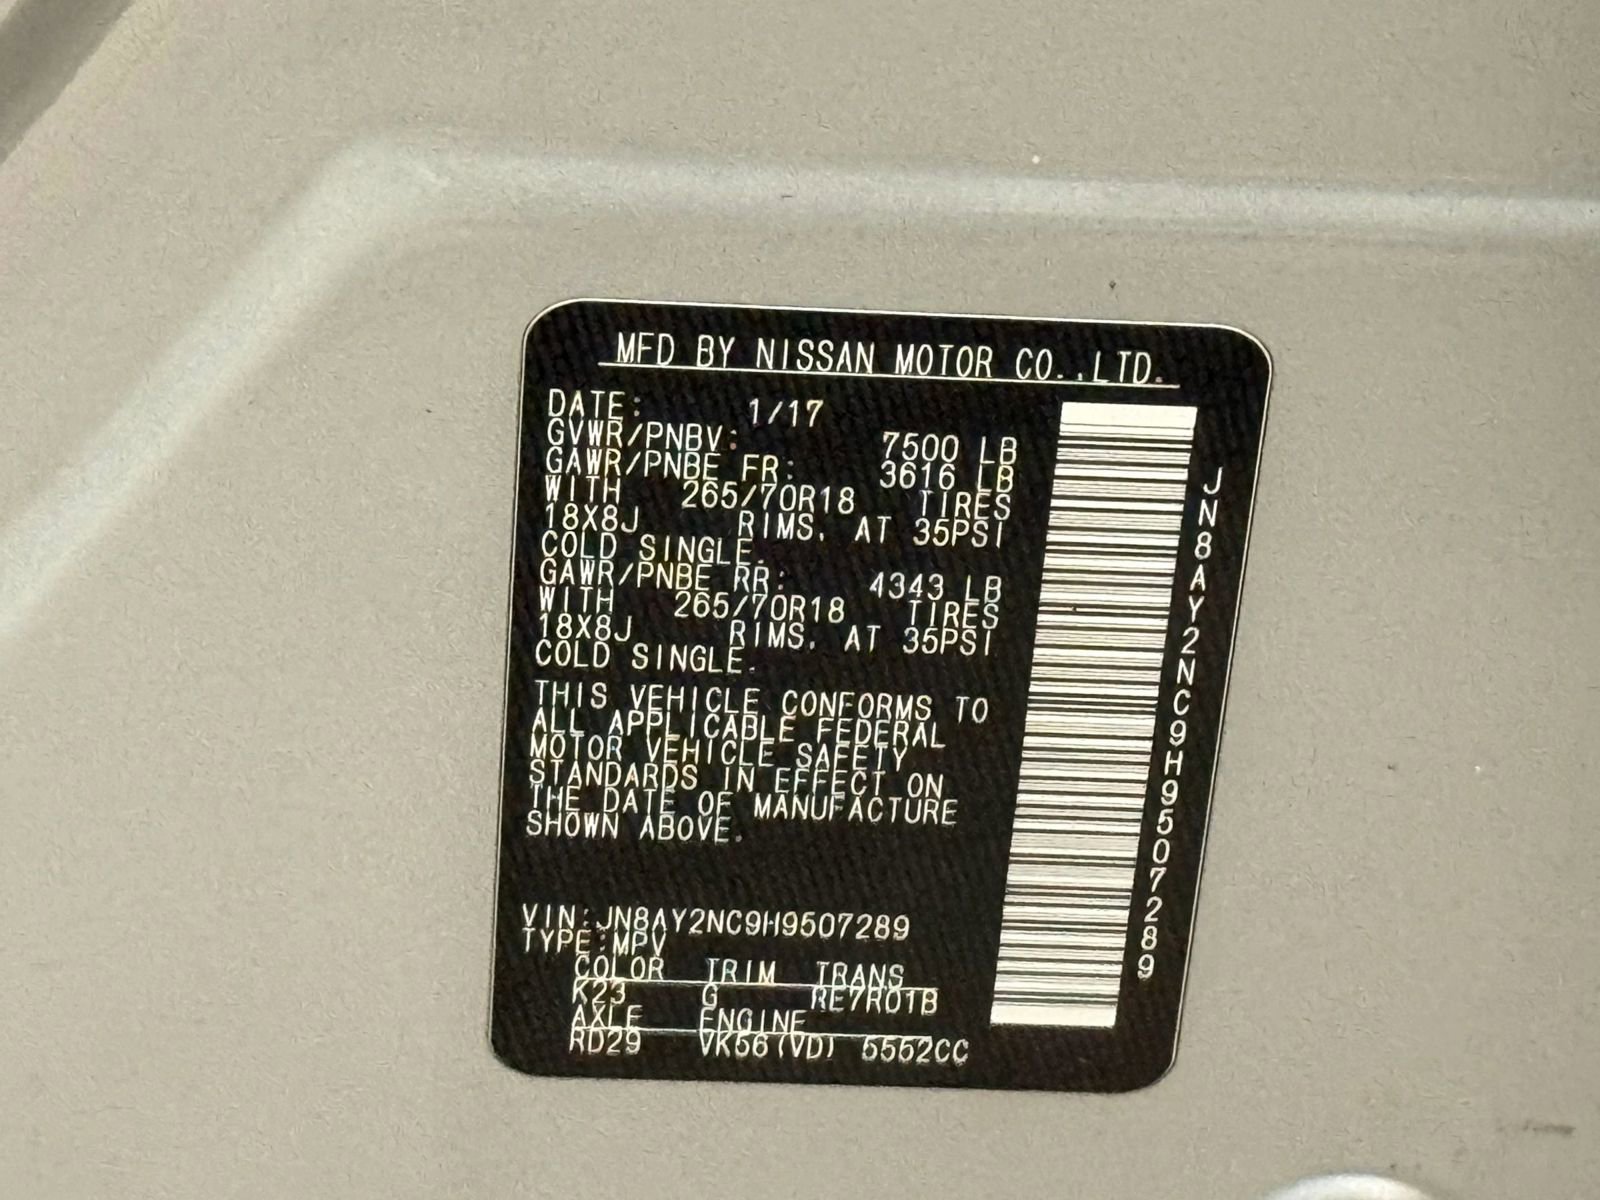 MFD BY NISSAN MOTOR CO.,LTD.
DATE: 1/17
GVWR/PNBV: 7500 LB
GAWR/PNBE FR: 3616 LB
WITH 265/70R18 TIRES
18X8J RIMS, AT 35PSI
COLD SINGLE.
GAWR/PNBE RR: 4343 LB
WITH 265/70R18 TIRES
18X8J RIMS, AT 35PSI
COLD SINGLE.
THIS VEHICLE CONFORMS TO
ALL APPLICABLE FEDERAL
MOTOR VEHICLE SAFETY
STANDARDS IN EFFECT ON
THE DATE OF MANUFACTURE
SHOWN ABOVE.
VIN:JN8AY2NC9H9507289
TYPE:MPV
COLOR TRIM TRANS
K23 G RE7R01B
AXLE ENGINE
RD29 VK56(VD) 5552CC
JN8AY2NC9H9507289